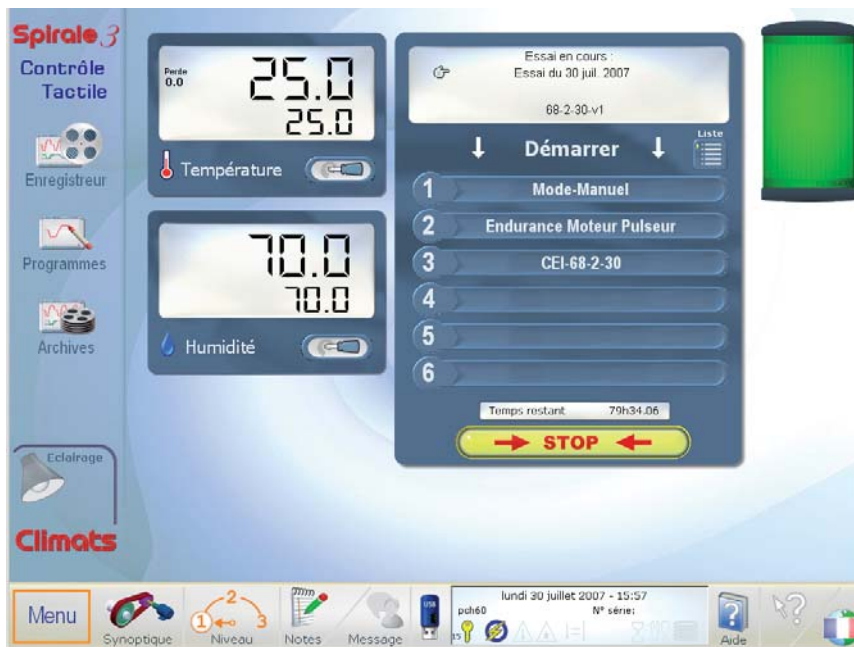 Spirale 3
Contrôle
Tactile
Enregistreur
Programmes
Archives
Eclairage
Climats
25.0
25.0
Température
70.0
70.0
Humidité
Essai en cours :
Essai du 30 juil. 2007
68-2-30-v1
Démarrer
Liste
1 Mode-Manuel
2 Endurance Moteur Pulseur
3 CEI-68-2-30
4
5
6
Temps restant 79h34.06
STOP
Menu
Synoptique
1 2 3
Niveau
Notes
Message
USB
lundi 30 juillet 2007 - 15:57
pch60 N° série:
15
Aide